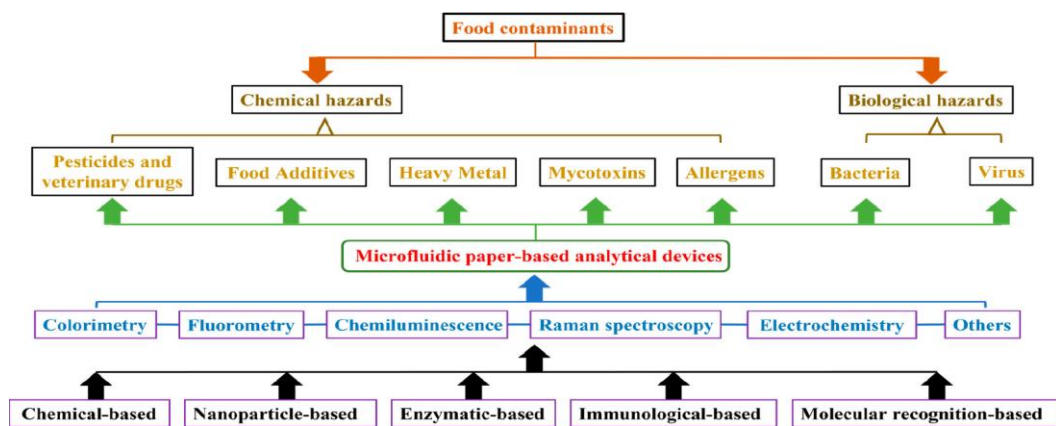 Food contaminants
Chemical hazards
Biological hazards
Pesticides and
veterinary drugs
Food Additives
Heavy Metal
Mycotoxins
Allergens
Bacteria
Virus
Microfluidic paper-based analytical devices
Colorimetry
Fluorometry
Chemiluminescence
Raman spectroscopy
Electrochemistry
Others
Chemical-based
Nanoparticle-based
Enzymatic-based
Immunological-based
Molecular recognition-based